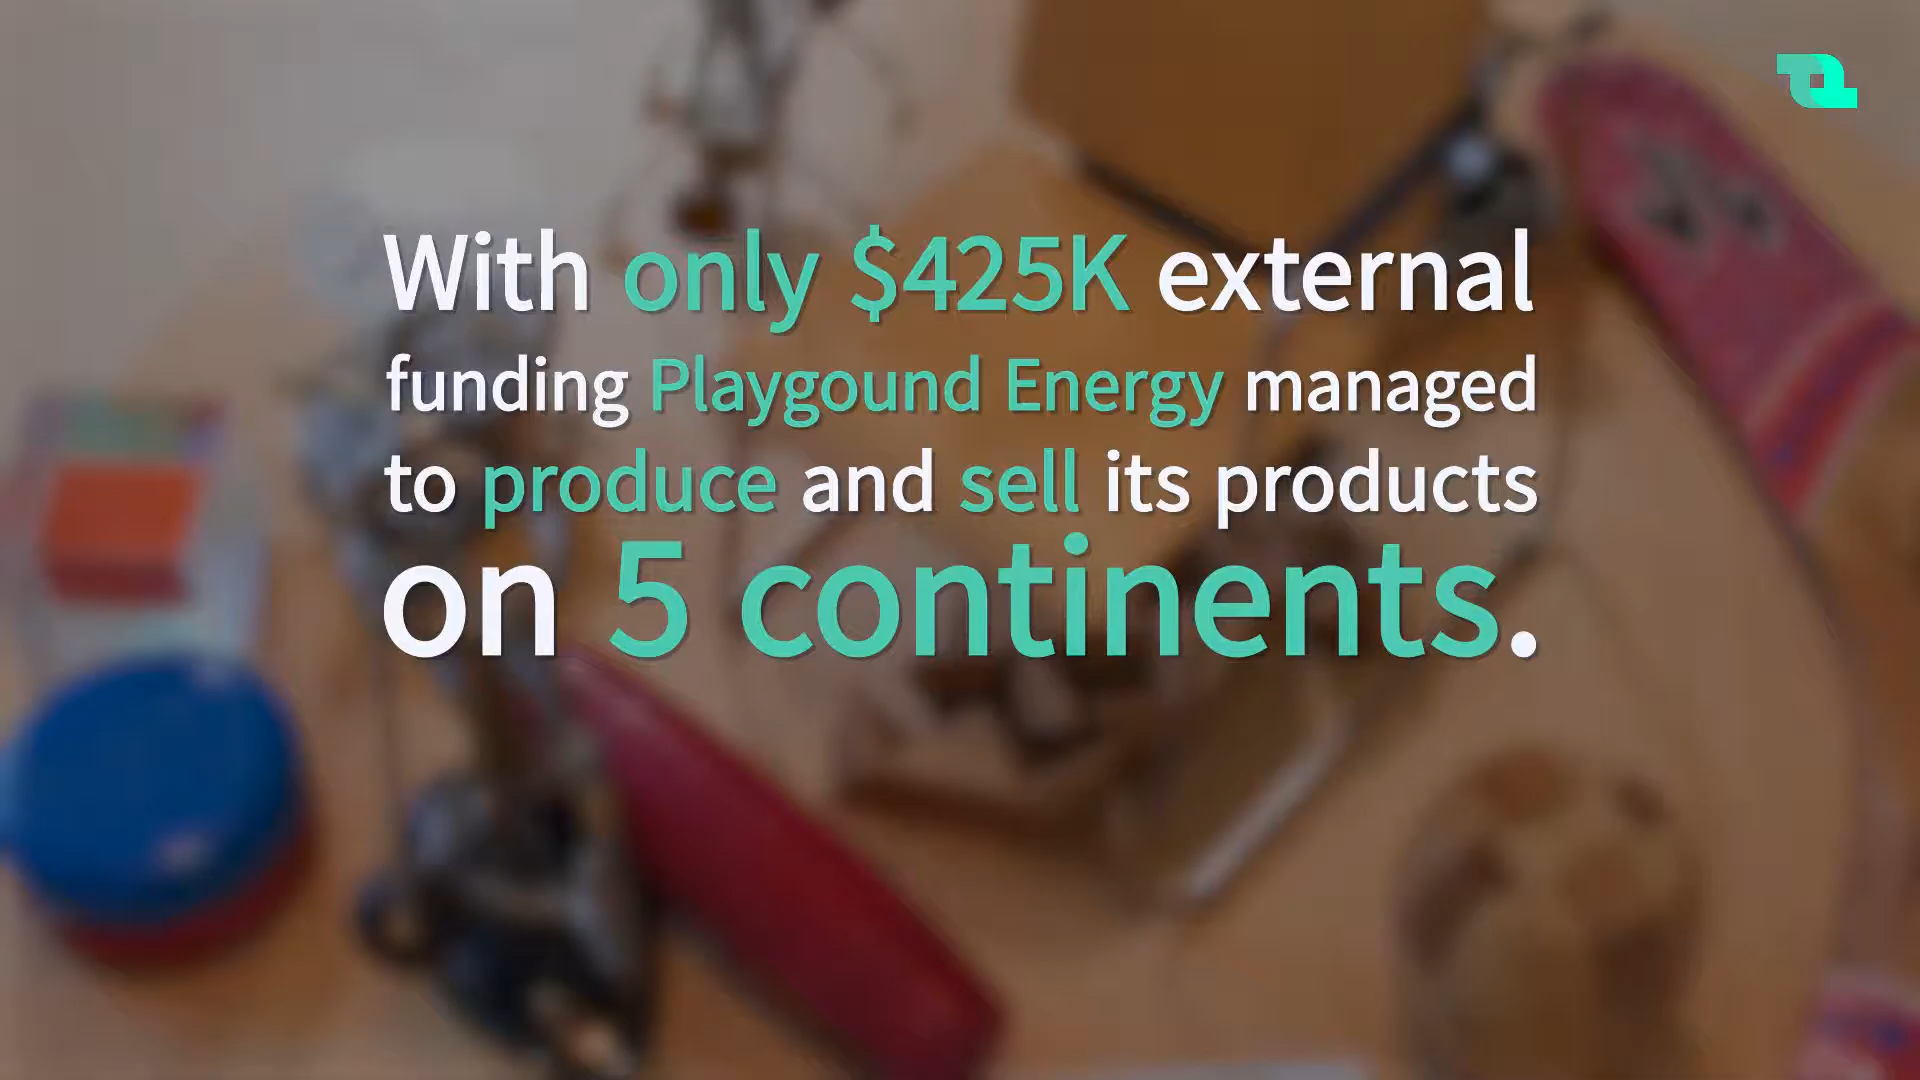 With only $425K external
funding Playgound Energy managed
to produce and sell its products
on 5 continents.